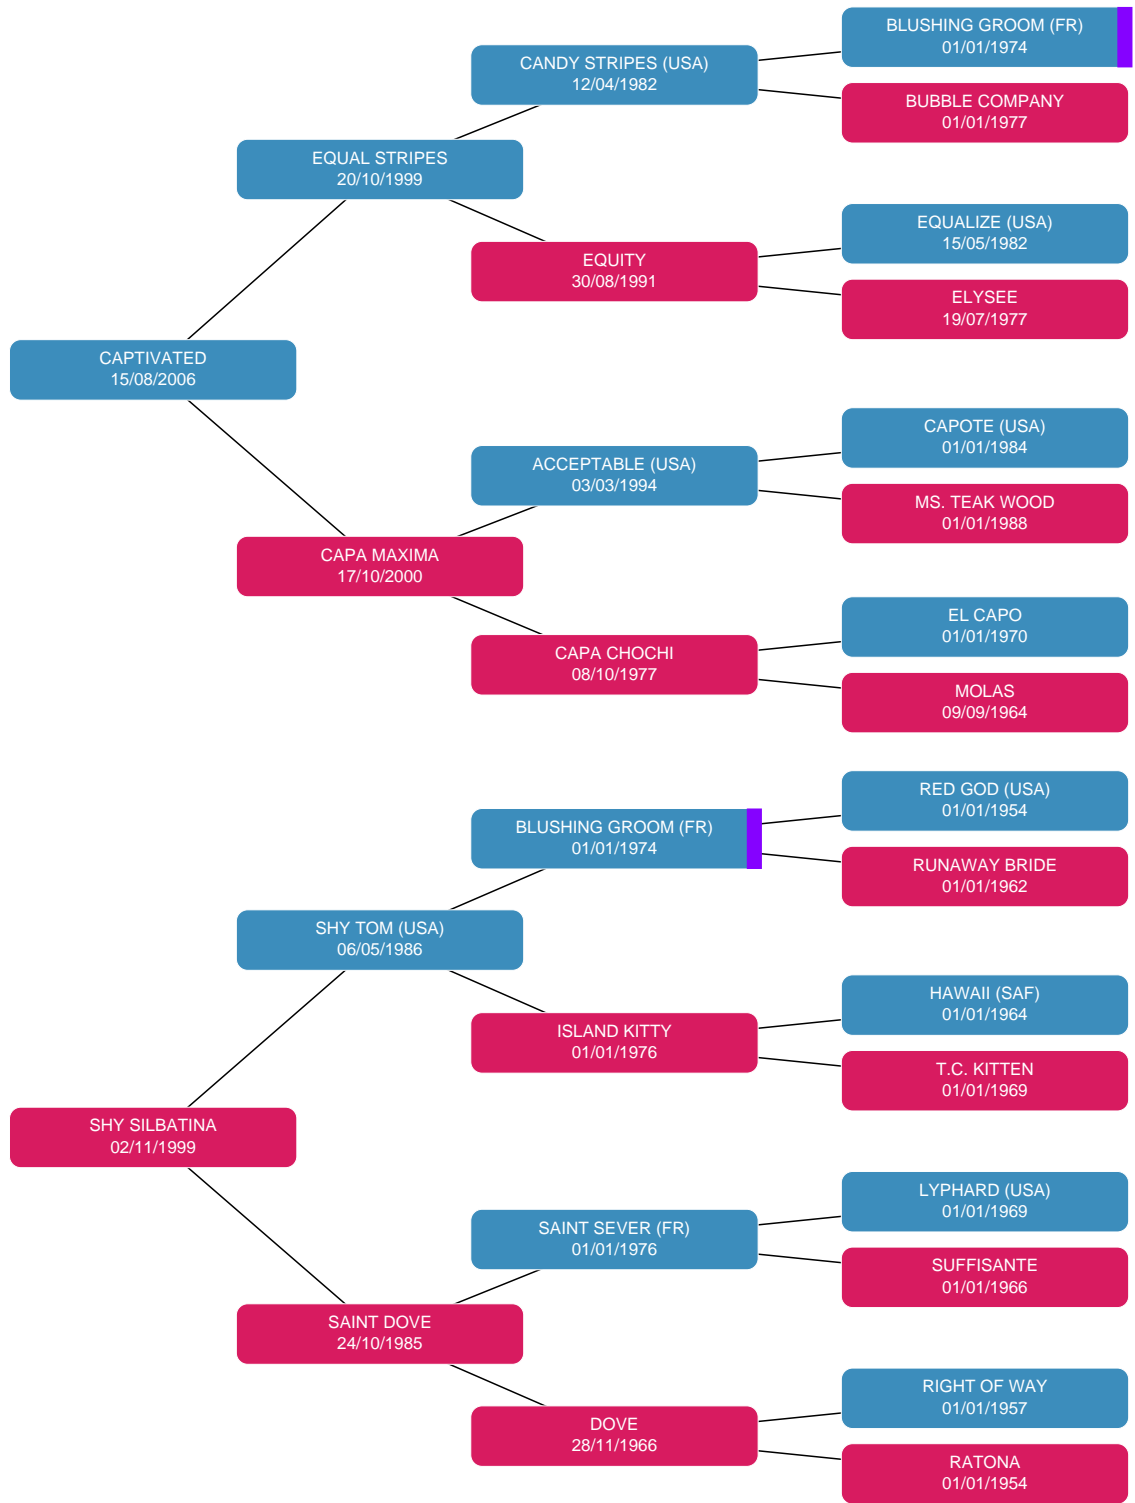 BLUSHING GROOM (FR)
01/01/1974
CANDY STRIPES (USA)
12/04/1982
BUBBLE COMPANY
01/01/1977
EQUAL STRIPES
20/10/1999
EQUALIZE (USA)
15/05/1982
EQUITY
30/08/1991
ELYSEE
19/07/1977
CAPTIVATED
15/08/2006
CAPOTE (USA)
01/01/1984
ACCEPTABLE (USA)
03/03/1994
MS. TEAK WOOD
01/01/1988
CAPA MAXIMA
17/10/2000
EL CAPO
01/01/1970
CAPA CHOCHI
08/10/1977
MOLAS
09/09/1964
RED GOD (USA)
01/01/1954
BLUSHING GROOM (FR)
01/01/1974
RUNAWAY BRIDE
01/01/1962
SHY TOM (USA)
06/05/1986
HAWAII (SAF)
01/01/1964
ISLAND KITTY
01/01/1976
T.C. KITTEN
01/01/1969
SHY SILBATINA
02/11/1999
LYPHARD (USA)
01/01/1969
SAINT SEVER (FR)
01/01/1976
SUFFISANTE
01/01/1966
SAINT DOVE
24/10/1985
RIGHT OF WAY
01/01/1957
DOVE
28/11/1966
RATONA
01/01/1954